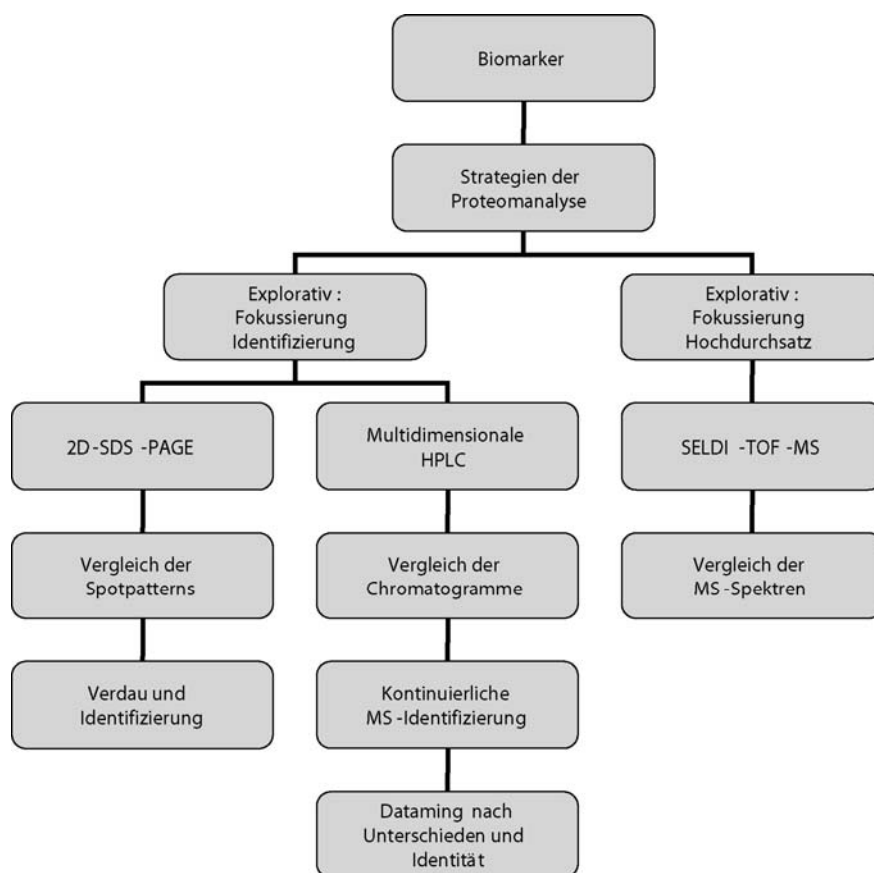 Biomarker
Strategien der
Proteomanalyse
Explorativ :
Fokussierung
Identifizierung
Explorativ :
Fokussierung
Hochdurchsatz
2D -SDS -PAGE
Multidimensionale
HPLC
SELDI -TOF -MS
Vergleich der
Spotpatterns
Vergleich der
Chromatogramme
Vergleich der
MS -Spektren
Verdau und
Identifizierung
Kontinuierliche
MS -Identifizierung
Dataming nach
Unterschieden und
Identität